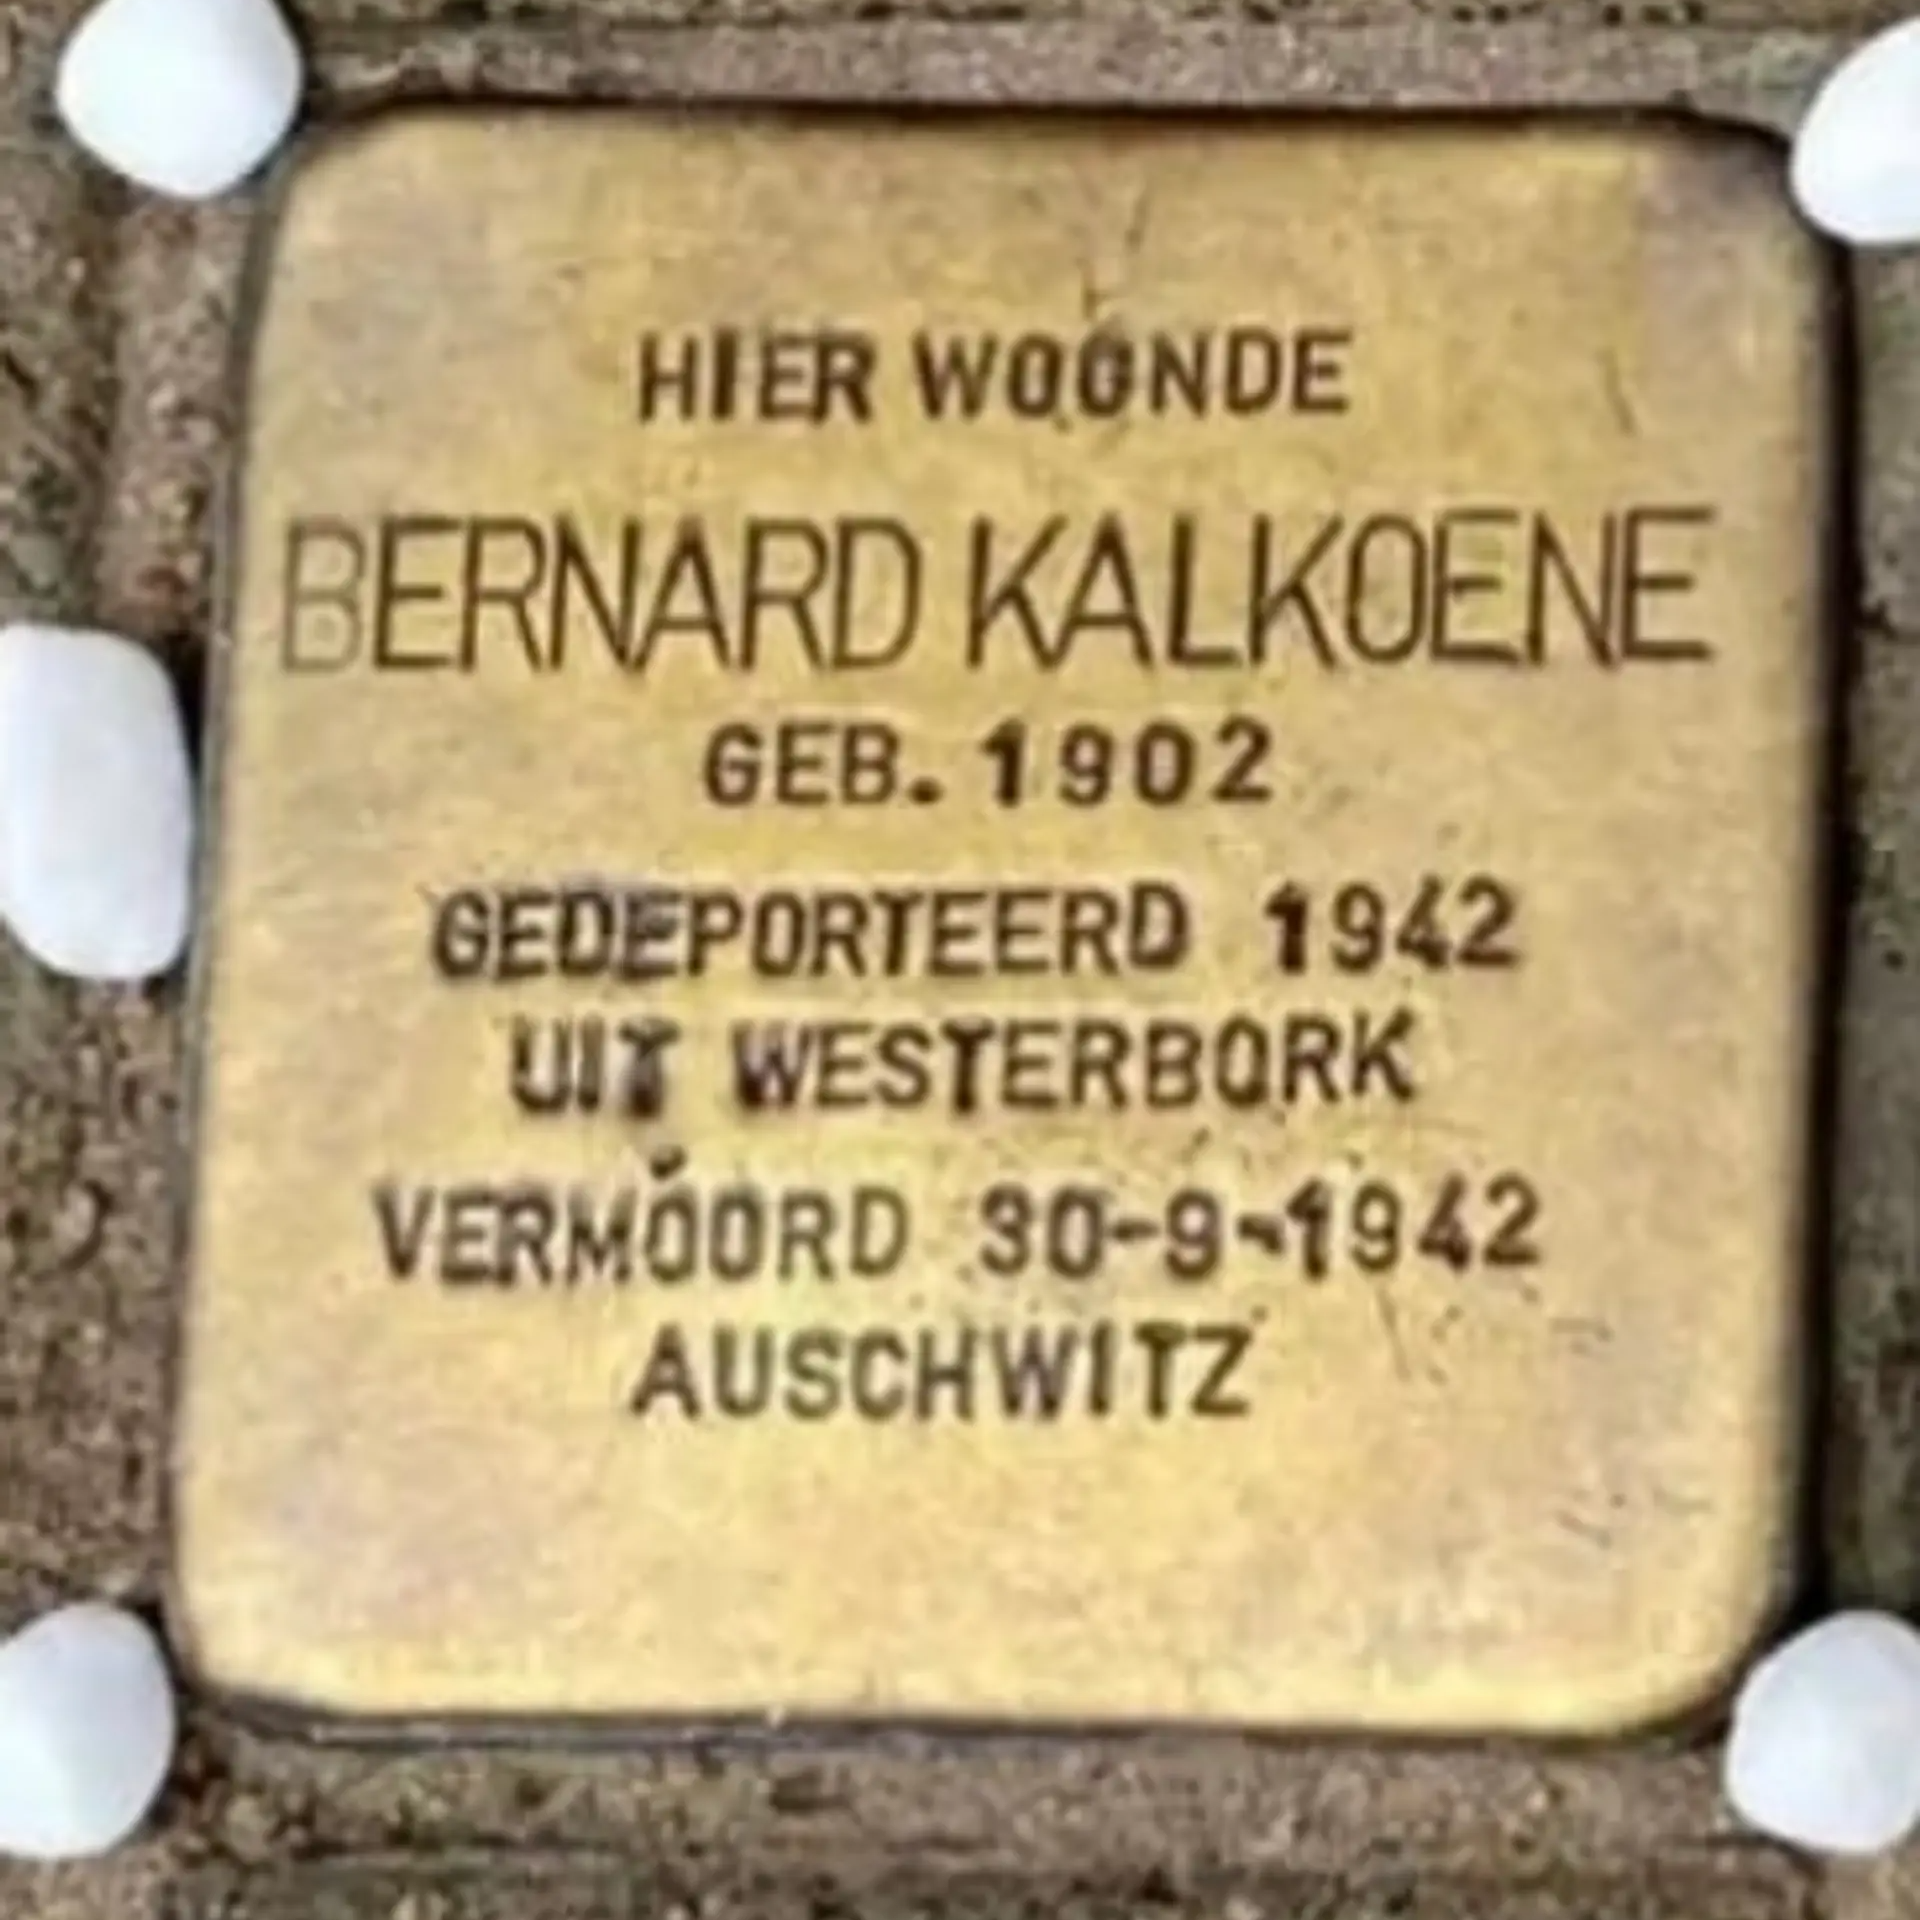 HIER WOONDE
BERNARD KALKOENE
GEB. 1902
GEDEPORTEERD 1942
UIT WESTERBORK
VERMOORD 30-9-1942
AUSCHWITZ